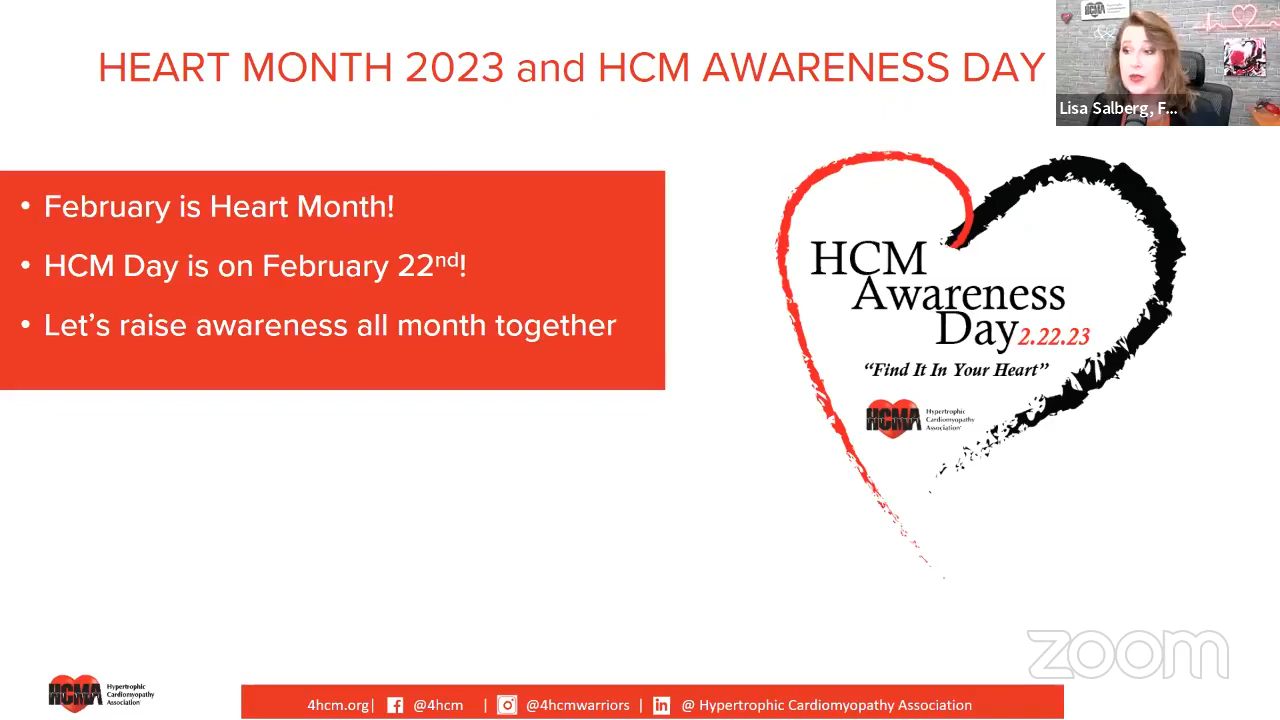 HEART MONTH 2023 and HCM AWARENESS DAY
HCMA
Lisa Salberg, F...
• February is Heart Month!
• HCM Day is on February 22nd!
• Let's raise awareness all month together
HCM
Awareness
Day 2.22.23
“Find It In Your Heart”
HCMA
Hypertrophic
Cardiomyopathy
Association
zoom
HCMA
Hypertrophic
Cardiomyopathy
Association
4hcm.org| @4hcm | @4hcmwarriors | @ Hypertrophic Cardiomyopathy Association